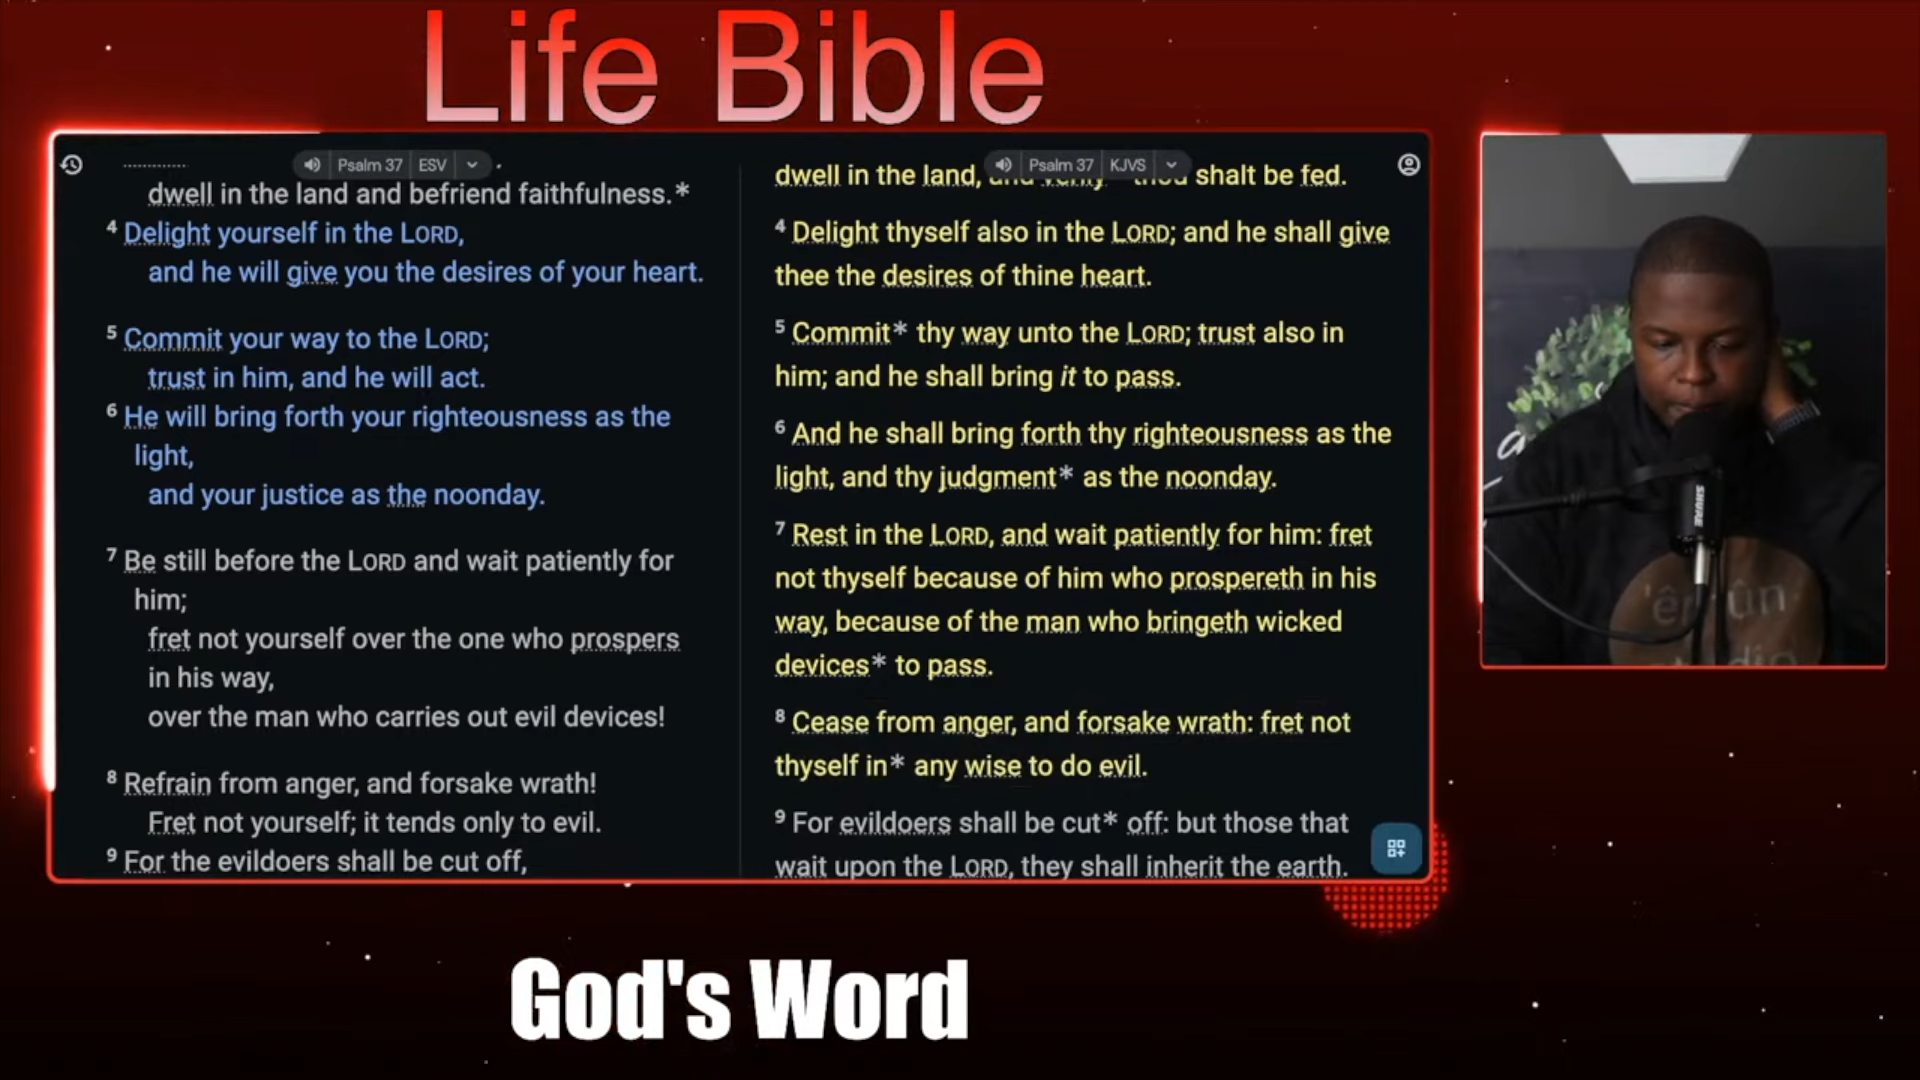 Life Bible
Psalm 37 ESV
dwell in the land and befriend faithfulness.*
4 Delight yourself in the LORD,
and he will give you the desires of your heart.
5 Commit your way to the LORD;
trust in him, and he will act.
6 He will bring forth your righteousness as the
light,
and your justice as the noonday.
7 Be still before the LORD and wait patiently for
him;
fret not yourself over the one who prospers
in his way,
over the man who carries out evil devices!
8 Refrain from anger, and forsake wrath!
Fret not yourself; it tends only to evil.
9 For the evildoers shall be cut off,
Psalm 37 KJVS
dwell in the land, and verily thou shalt be fed.
4 Delight thyself also in the LORD; and he shall give
thee the desires of thine heart.
5 Commit* thy way unto the LORD; trust also in
him; and he shall bring it to pass.
6 And he shall bring forth thy righteousness as the
light, and thy judgment* as the noonday.
7 Rest in the LORD, and wait patiently for him: fret
not thyself because of him who prospereth in his
way, because of the man who bringeth wicked
devices* to pass.
8 Cease from anger, and forsake wrath: fret not
thyself in* any wise to do evil.
9 For evildoers shall be cut* off: but those that
wait upon the LORD, they shall inherit the earth.
SHURE
God's Word